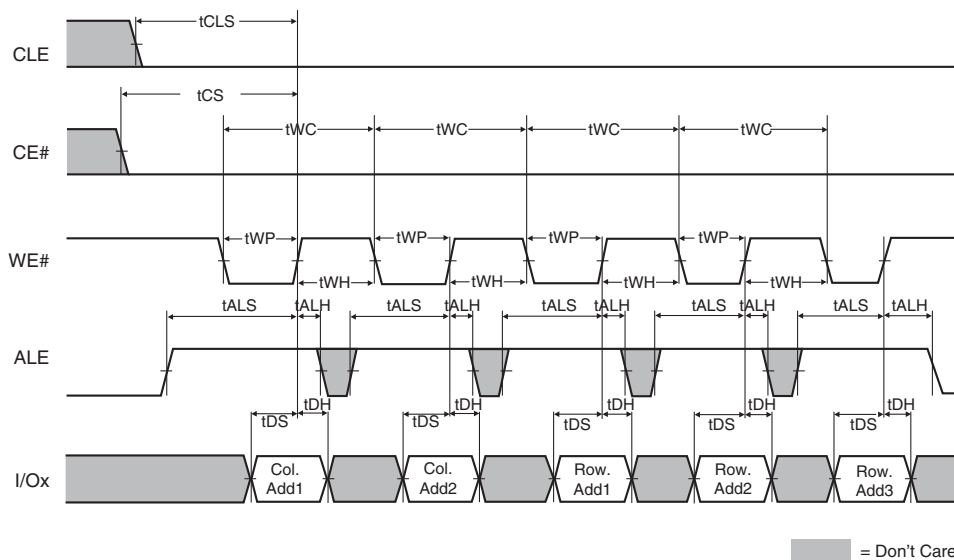 tCLS
CLE
tCS
CE#
tWC tWC tWC tWC
WE#
tWP tWP tWP tWP
tWH tWH tWH tWH
tALS tALH tALS tALH tALS tALH tALS tALH tALS tALH
ALE
tDH tDH tDH tDH tDH
tDS tDS tDS tDS tDS
I/Ox
Col. Add1
Col. Add2
Row. Add1
Row. Add2
Row. Add3
= Don't Care